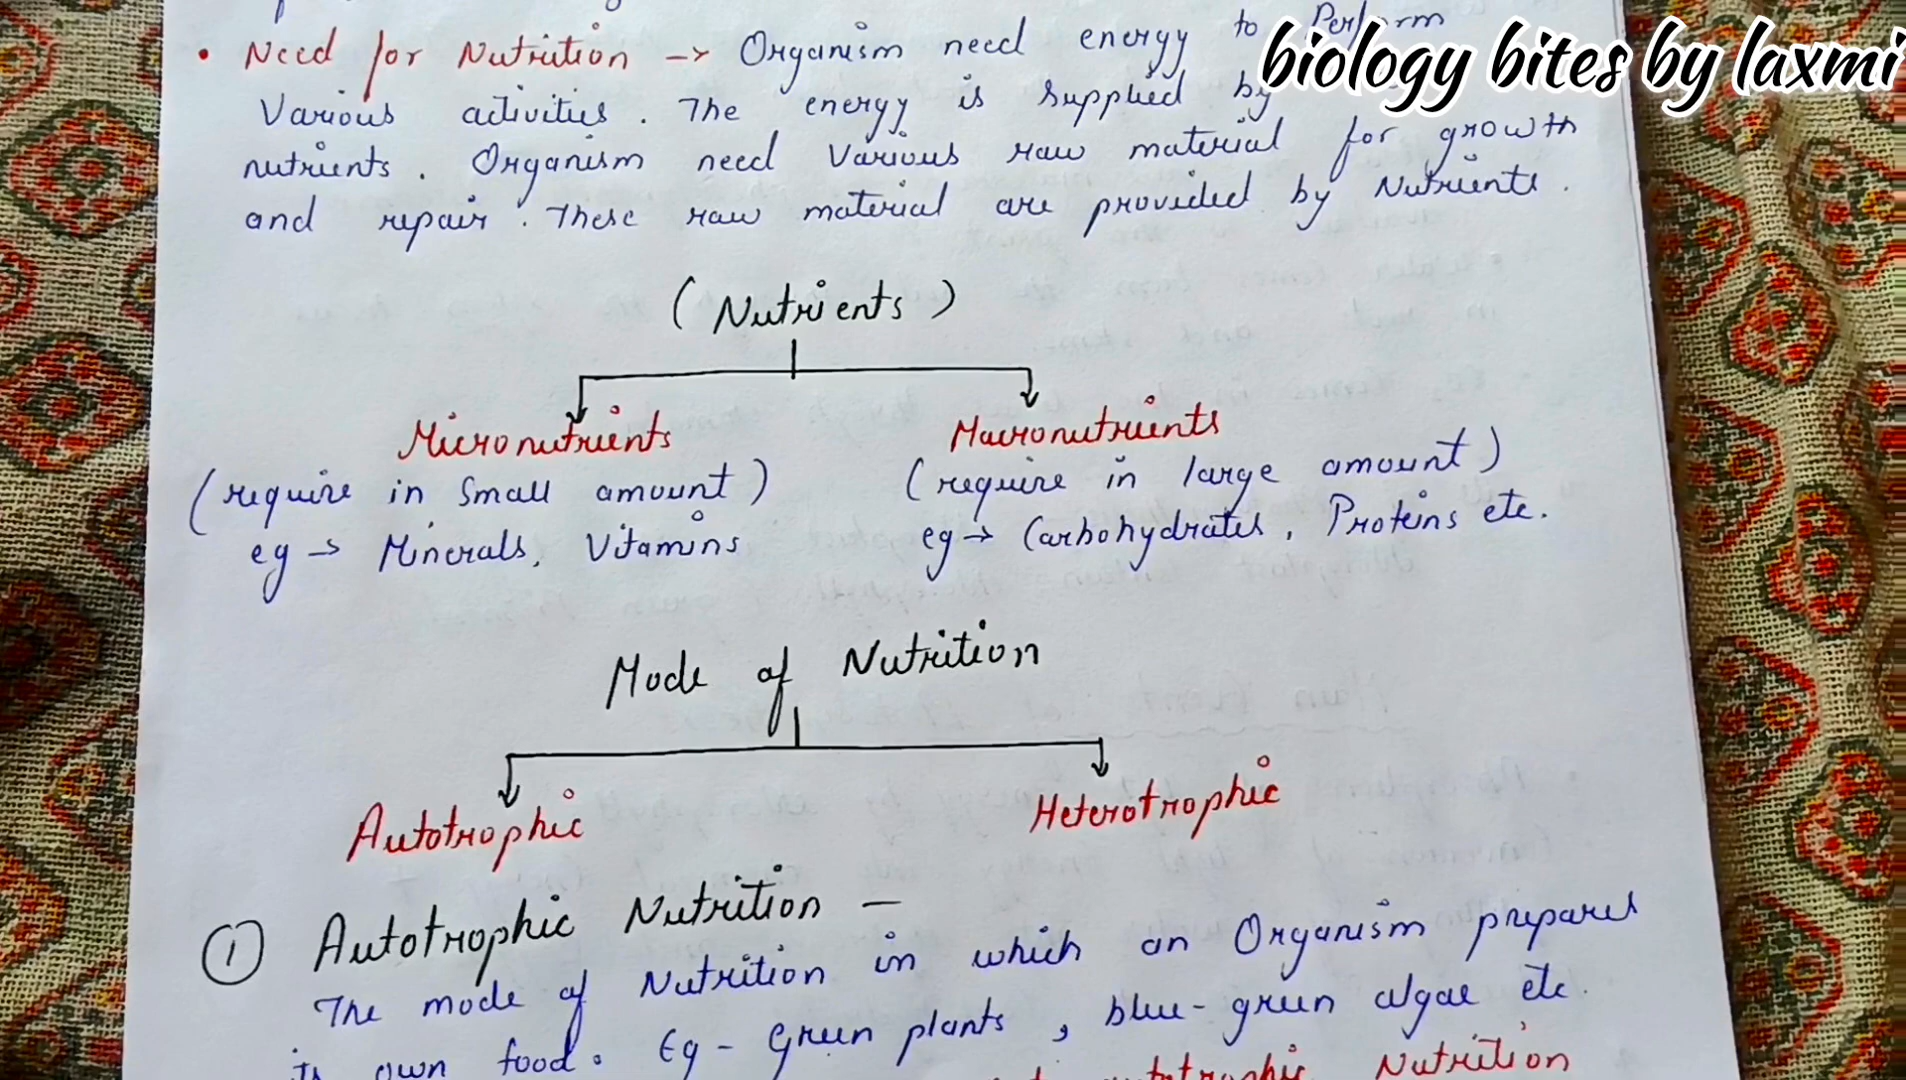 • Need for Nutrition -> Organism need energy to Perform
biology bites by laxmi
Various activities. The energy is supplied by
nutrients. Organism need Various raw material for growth
and repair. These raw material are provided by Nutrients.
(Nutrients)
Micronutrients Macronutrients
(require in small amount) (require in large amount)
eg -> Minerals, Vitamins eg -> Carbohydrates, Proteins etc.
Mode of Nutrition
Autotrophic Heterotrophic
① Autotrophic Nutrition —
The mode of Nutrition in which an Organism prepares
its own food. Eg - Green plants, blue-green algae etc.
autotrophic Nutrition